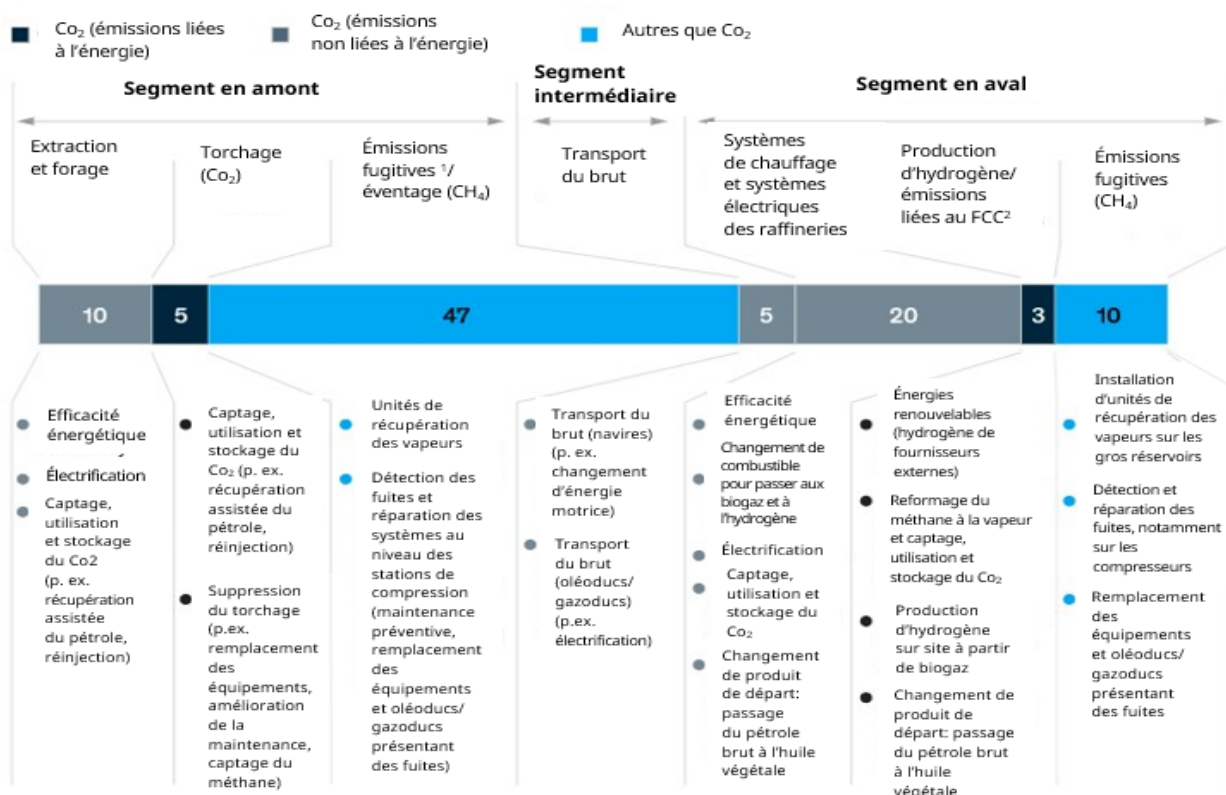 Co₂ (émissions liées
à l’énergie)
Co₂ (émissions
non liées à l’énergie)
Autres que Co₂
Segment en amont
Segment
intermédiaire
Segment en aval
Extraction
et forage
Torchage
(Co₂)
Émissions
fugitives ¹/
éventage (CH₄)
Transport
du brut
Systèmes
de chauffage
et systèmes
électriques
des raffineries
Production
d’hydrogène/
émissions
liées au FCC²
Émissions
fugitives
(CH₄)
10
5
47
5
20
3
10
Efficacité
énergétique
Électrification
Captage,
utilisation
et stockage
du Co2
(p. ex.
récupération
assistée
du pétrole,
réinjection)
Captage,
utilisation et
stockage du
Co₂ (p. ex.
récupération
assistée du
pétrole,
réinjection)
Suppression
du torchage
(p.ex.
remplacement
des
équipements,
amélioration
de la
maintenance,
captage du
méthane)
Unités de
récupération
des vapeurs
Détection des
fuites et
réparation des
systèmes au
niveau des
stations de
compression
(maintenance
préventive,
remplacement
des
équipements
et oléoducs/
gazoducs
présentant
des fuites)
Transport du
brut (navires)
(p. ex.
changement
d’énergie
motrice)
Transport
du brut
(oléoducs/
gazoducs)
(p.ex.
électrification)
Efficacité
énergétique
Changement de
combustible
pour passer aux
biogaz et à
l’hydrogène
Électrification
Captage,
utilisation et
stockage du
Co₂
Changement
de produit
de départ:
passage
du pétrole
brut à l’huile
végétale
Énergies
renouvelables
(hydrogène de
fournisseurs
externes)
Reformage du
méthane à la vapeur
et captage,
utilisation et
stockage du Co₂
Production
d’hydrogène
sur site à partir
de biogaz
Changement de
produit de
départ: passage
du pétrole brut
à l’huile
végétale
Installation
d’unités de
récupération des
vapeurs sur les
gros réservoirs
Détection et
réparation des
fuites, notamment
sur les
compresseurs
Remplacement
des
équipements
et oléoducs/
gazoducs
présentant
des fuites